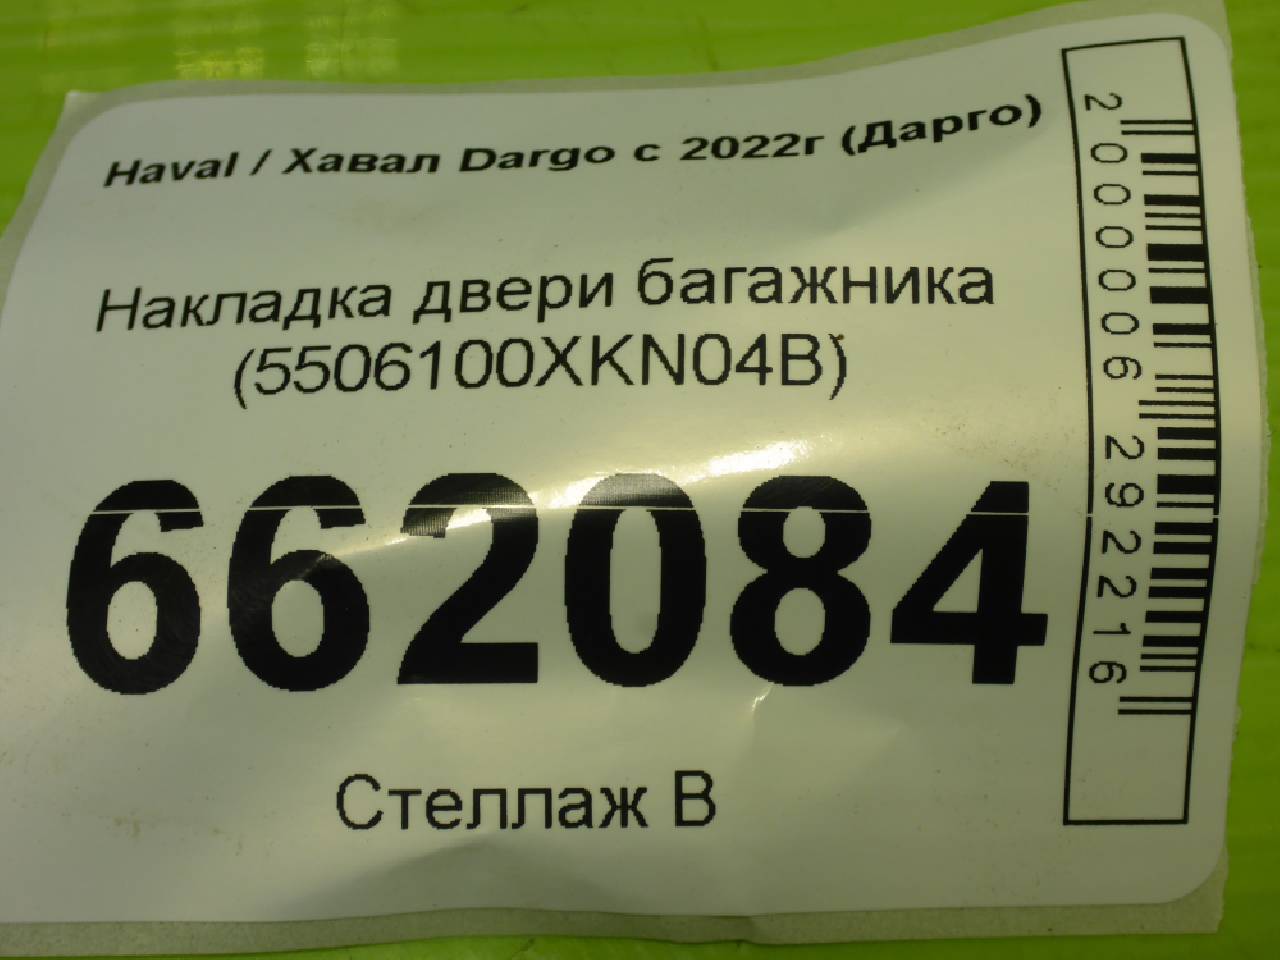 Haval / Хавал Dargo с 2022г (Дарго)
Накладка двери багажника
(5506100XKN04B)
662084
Стеллаж В
2000006292216